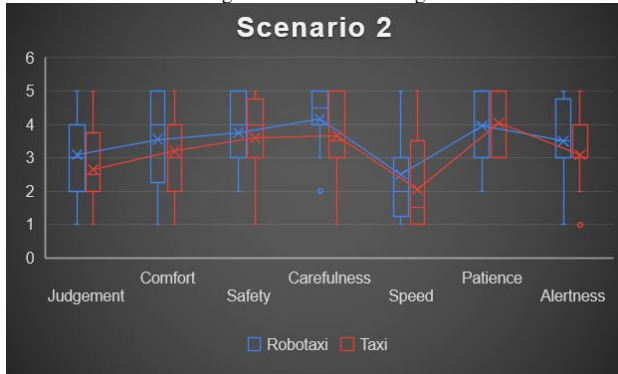 Scenario 2
6
5
4
3
2
1
0
Judgement
Comfort
Safety
Carefulness
Speed
Patience
Alertness
Robotaxi
Taxi